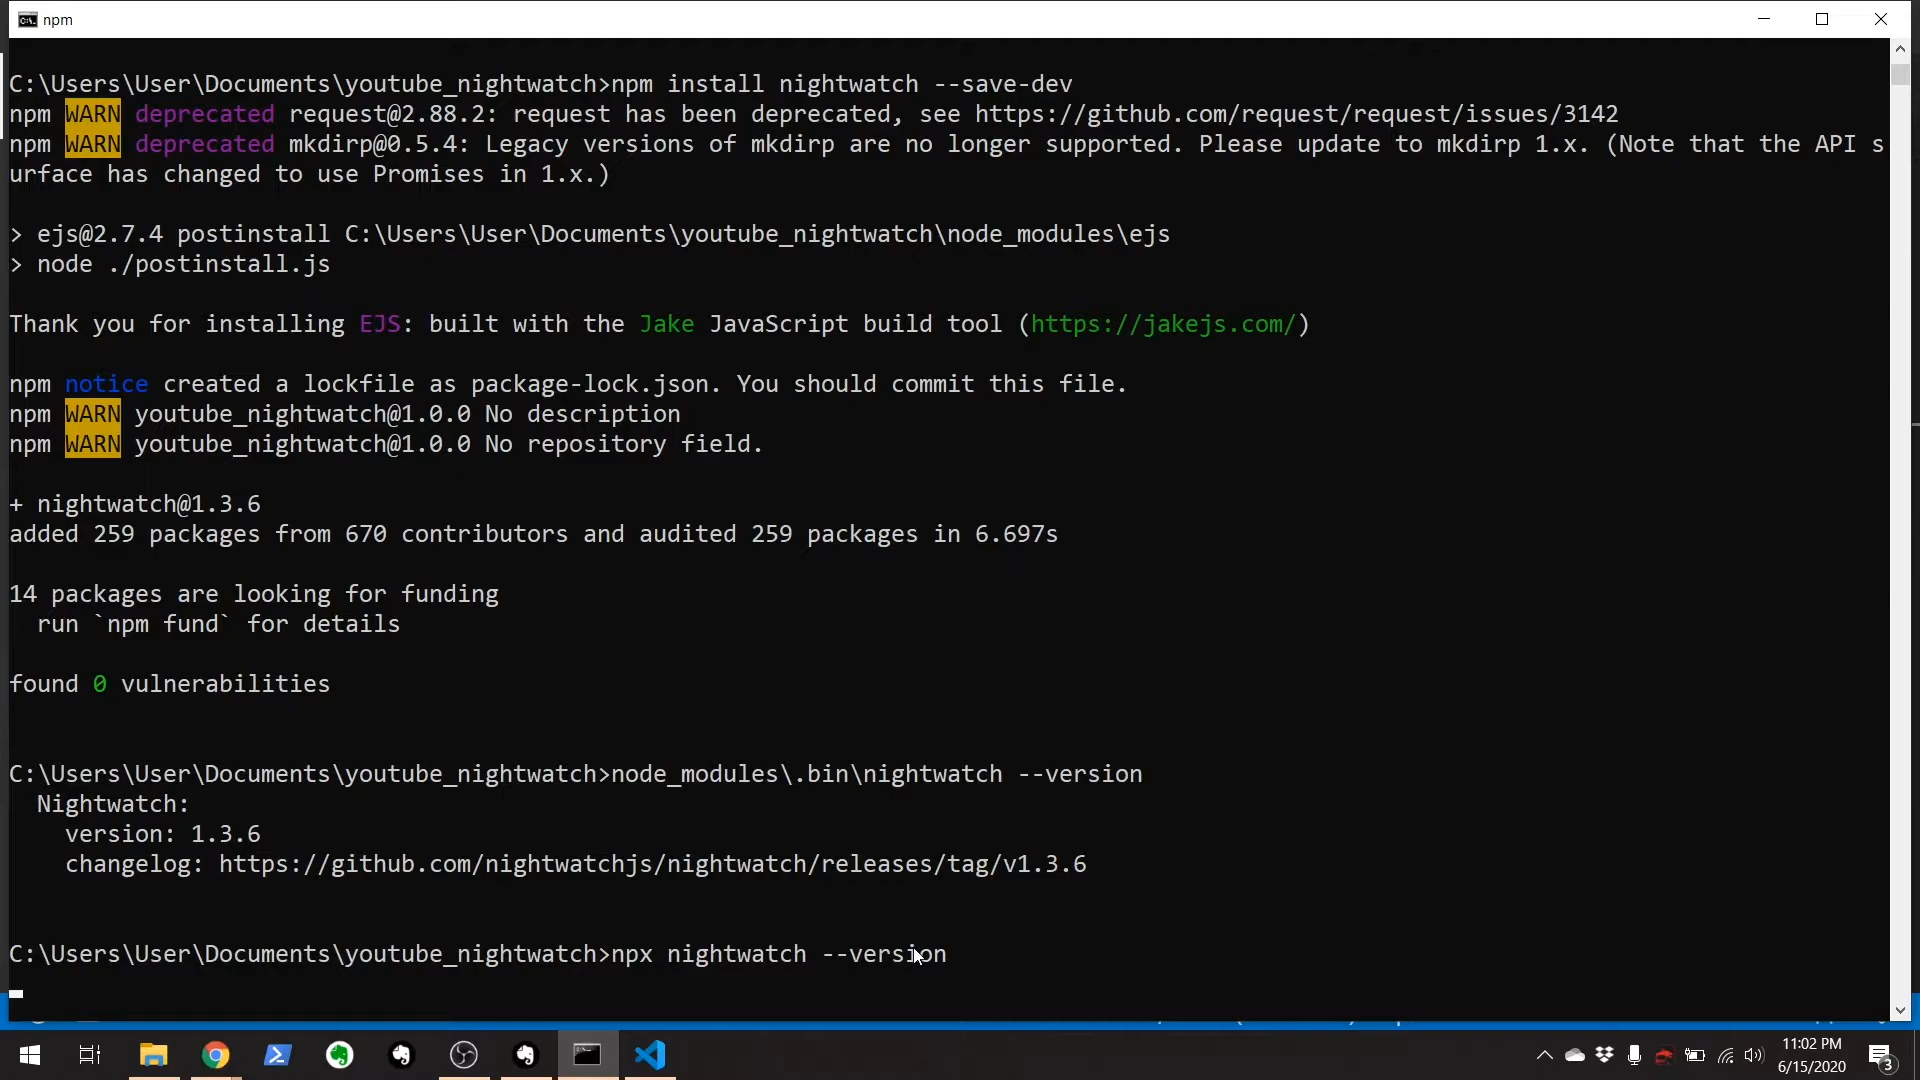 npm
C:\Users\User\Documents\youtube_nightwatch>npm install nightwatch --save-dev
npm WARN deprecated request@2.88.2: request has been deprecated, see https://github.com/request/request/issues/3142
npm WARN deprecated mkdirp@0.5.4: Legacy versions of mkdirp are no longer supported. Please update to mkdirp 1.x. (Note that the API s
urface has changed to use Promises in 1.x.)
> ejs@2.7.4 postinstall C:\Users\User\Documents\youtube_nightwatch\node_modules\ejs
> node ./postinstall.js
Thank you for installing EJS: built with the Jake JavaScript build tool (https://jakejs.com/)
npm notice created a lockfile as package-lock.json. You should commit this file.
npm WARN youtube_nightwatch@1.0.0 No description
npm WARN youtube_nightwatch@1.0.0 No repository field.
+ nightwatch@1.3.6
added 259 packages from 670 contributors and audited 259 packages in 6.697s
14 packages are looking for funding
run `npm fund` for details
found 0 vulnerabilities
C:\Users\User\Documents\youtube_nightwatch>node_modules\.bin\nightwatch --version
Nightwatch:
version: 1.3.6
changelog: https://github.com/nightwatchjs/nightwatch/releases/tag/v1.3.6
C:\Users\User\Documents\youtube_nightwatch>npx nightwatch --version
11:02 PM
6/15/2020
3